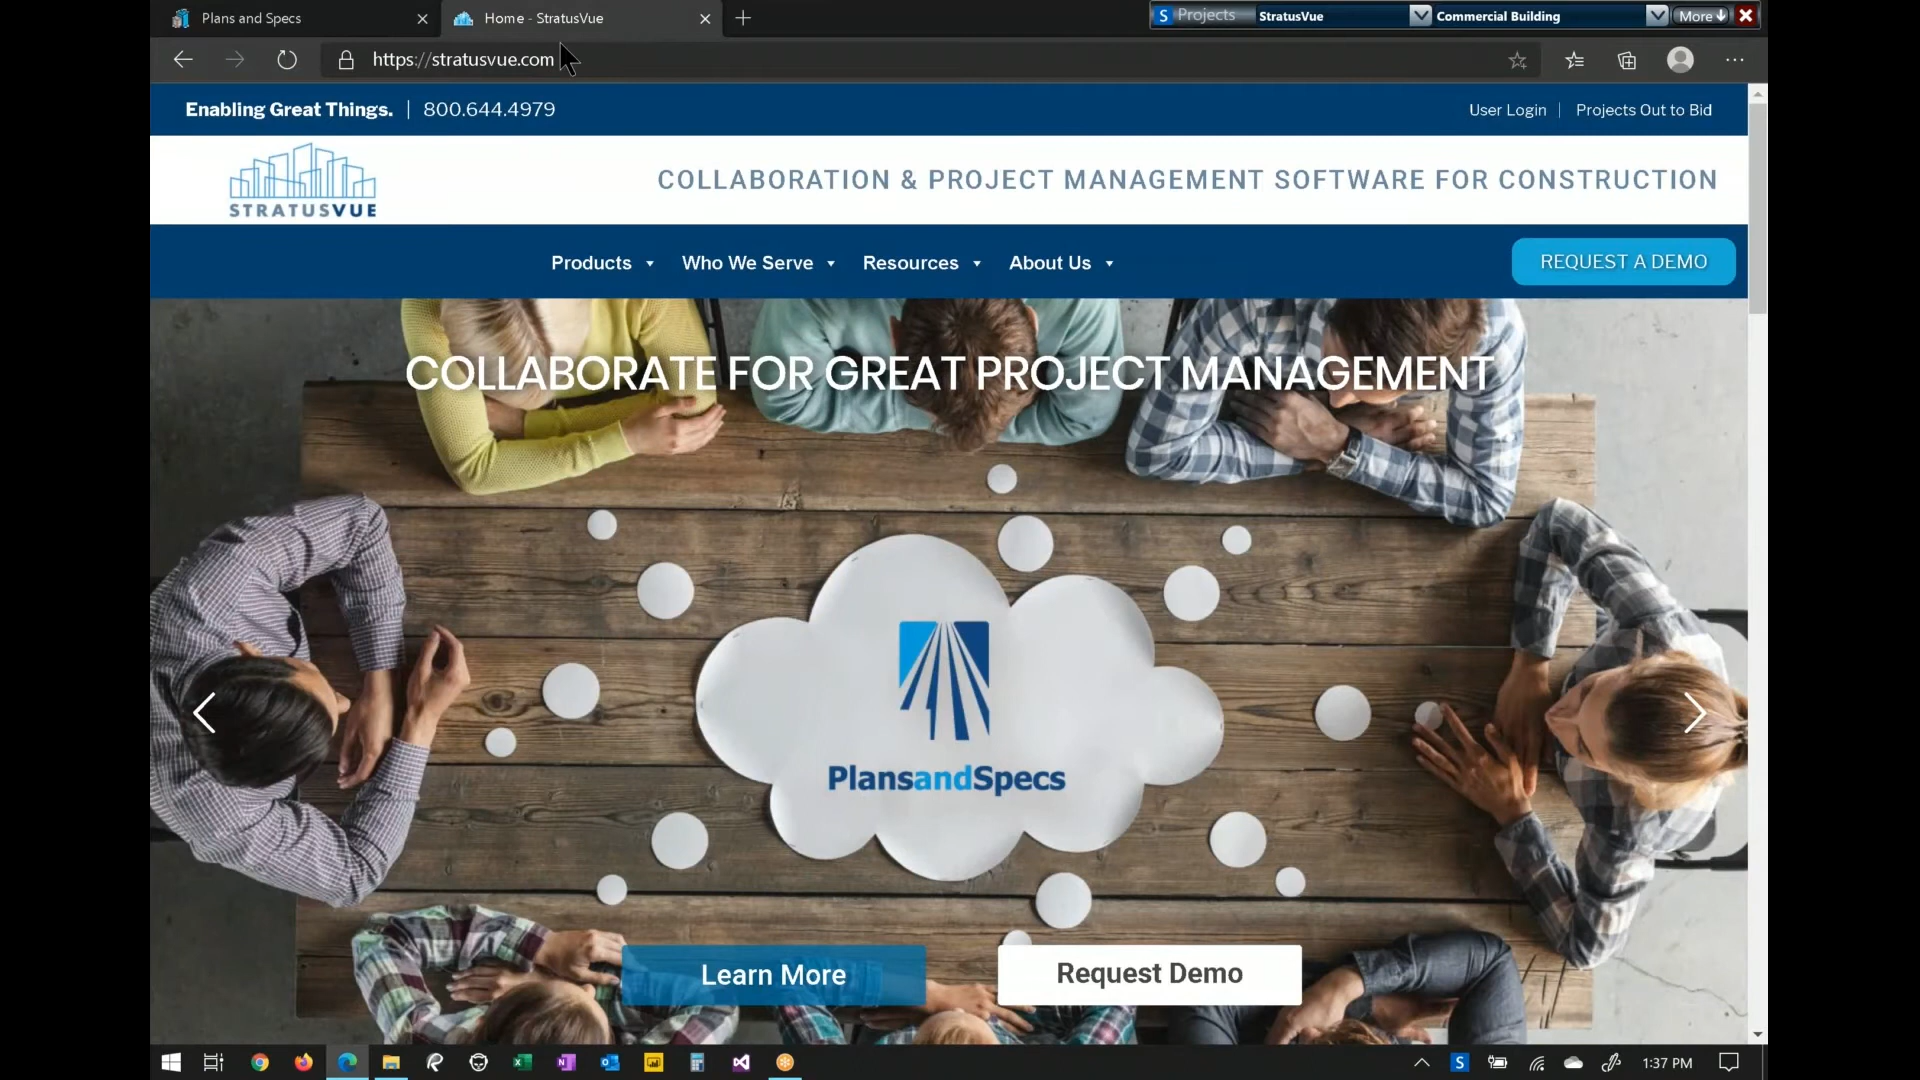 Plans and Specs
Home - StratusVue
S Projects StratusVue Commercial Building More
https://stratusvue.com
Enabling Great Things. | 800.644.4979
User Login | Projects Out to Bid
STRATUSVUE
COLLABORATION & PROJECT MANAGEMENT SOFTWARE FOR CONSTRUCTION
Products Who We Serve Resources About Us
REQUEST A DEMO
COLLABORATE FOR GREAT PROJECT MANAGEMENT
PlansandSpecs
Learn More
Request Demo
1:37 PM